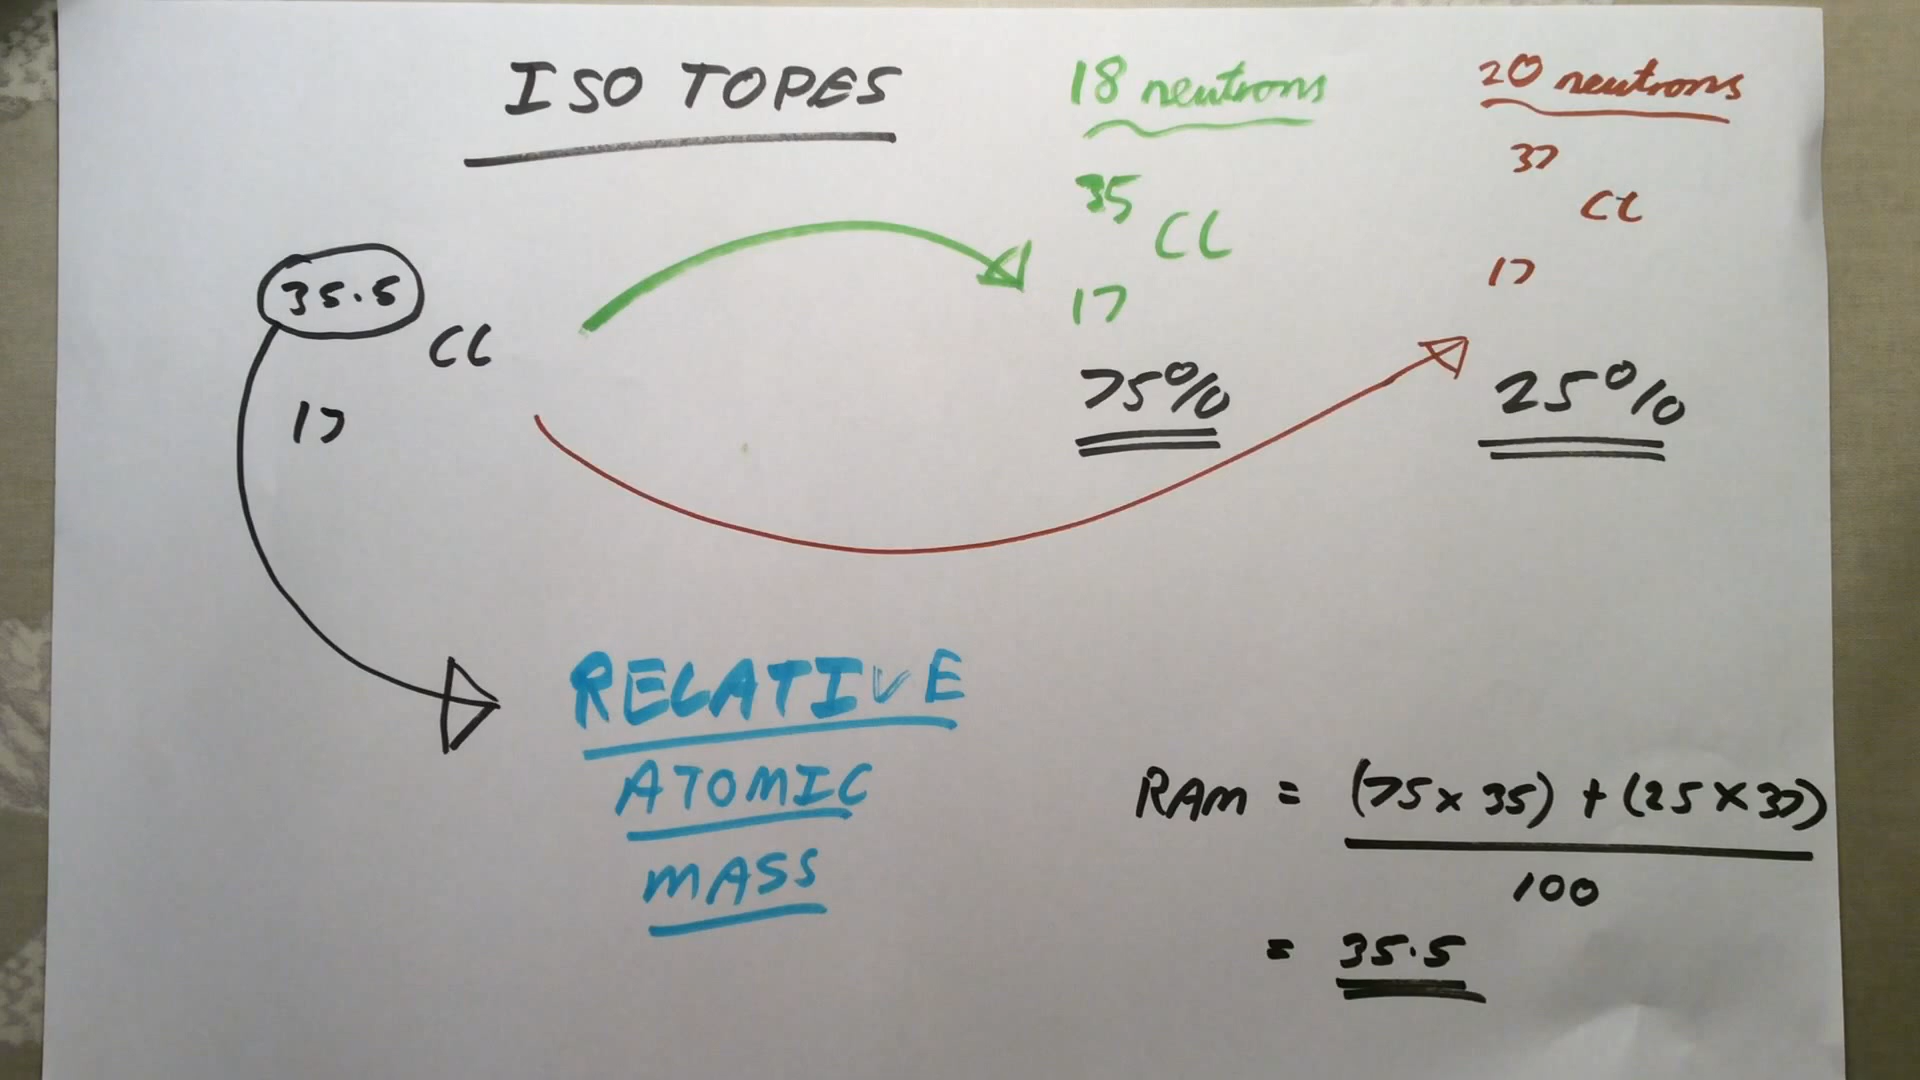 ISOTOPES
18 neutrons
35
Cl
17
75%
20 neutrons
37
Cl
17
25%
35.5
Cl
17
RELATIVE
ATOMIC
MASS
RAM = (75 x 35) + (25 x 37)
100
= 35.5